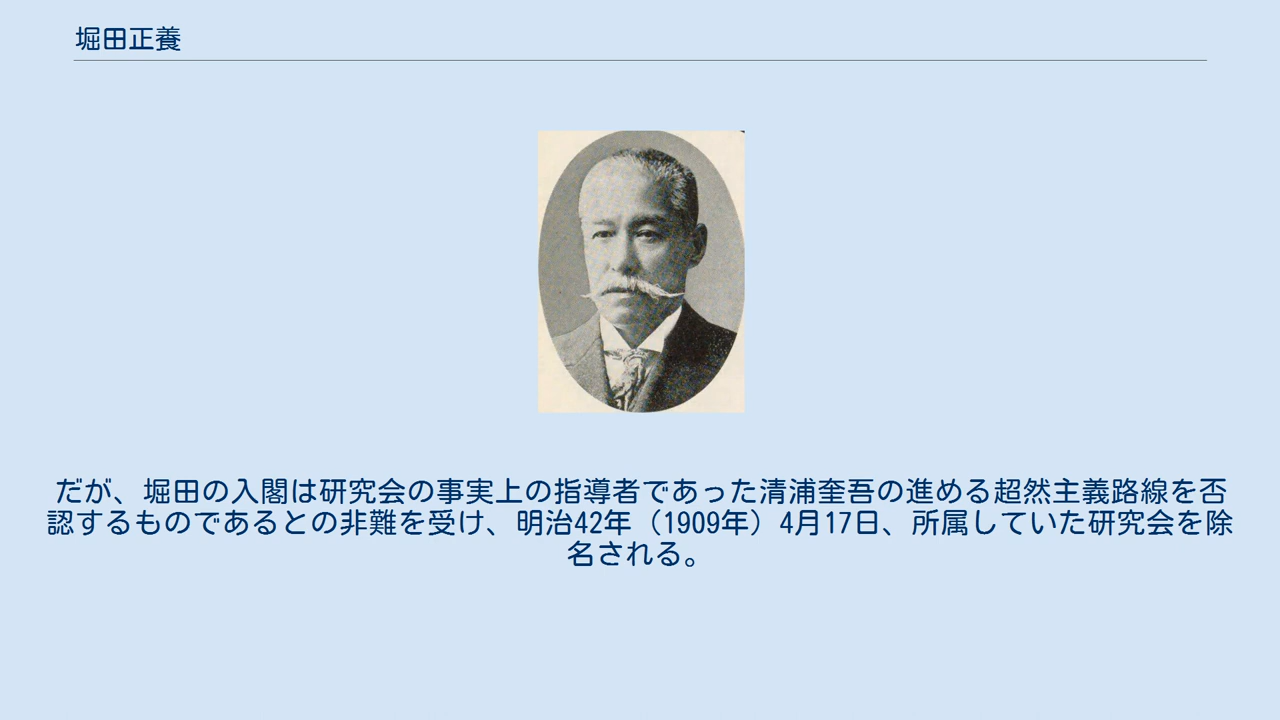 堀田正養
だが、堀田の入閣は研究会の事実上の指導者であった清浦奎吾の進める超然主義路線を否
認するものであるとの非難を受け、明治42年（1909年）4月17日、所属していた研究会を除
名される。